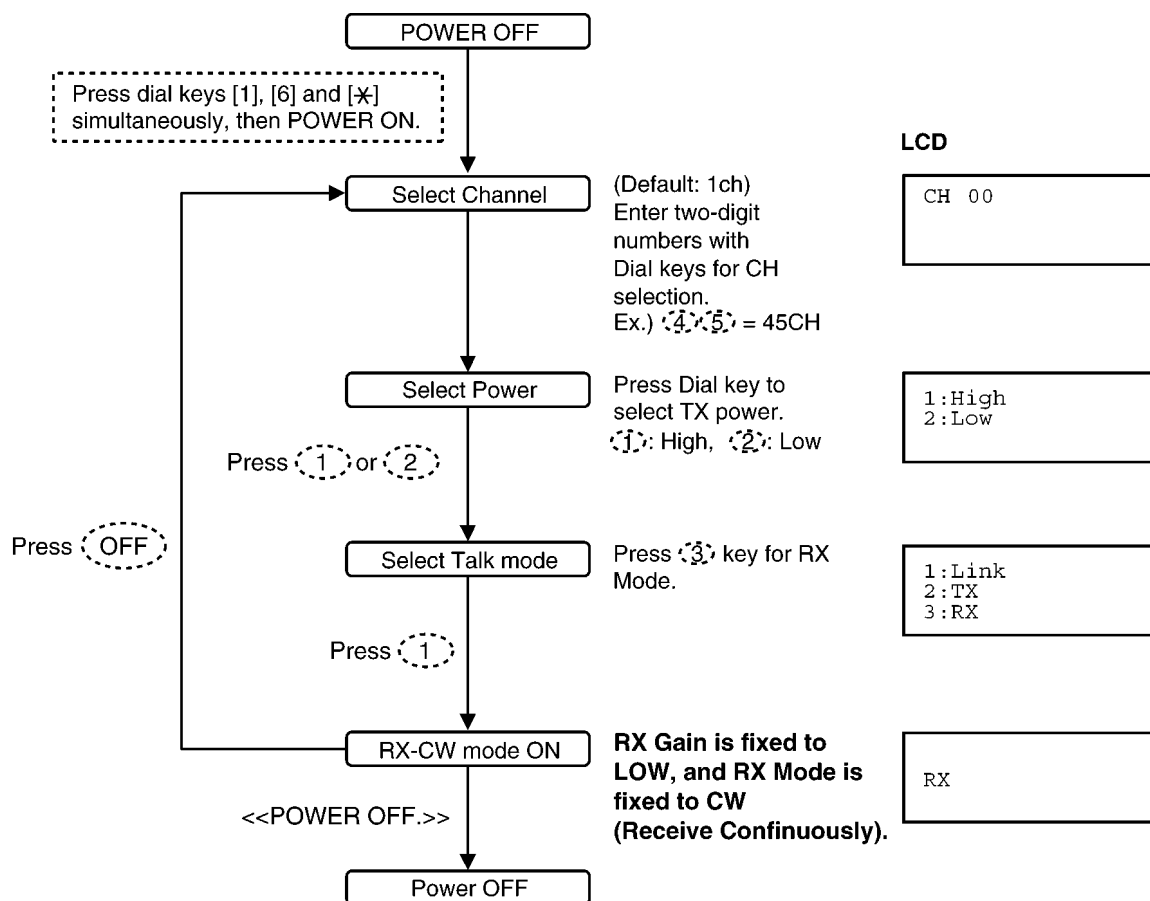 POWER OFF
Press dial keys [1], [6] and [✱]
simultaneously, then POWER ON.
LCD
Select Channel
(Default: 1ch)
Enter two-digit
numbers with
Dial keys for CH
selection.
Ex.) 4 5 = 45CH
CH 00
Select Power
Press Dial key to
select TX power.
1: High, 2: Low
1:High
2:Low
Press 1 or 2
Press OFF
Select Talk mode
Press 3 key for RX
Mode.
1:Link
2:TX
3:RX
Press 1
RX-CW mode ON
RX Gain is fixed to
LOW, and RX Mode is
fixed to CW
(Receive Continuously).
RX
<<POWER OFF.>>
Power OFF